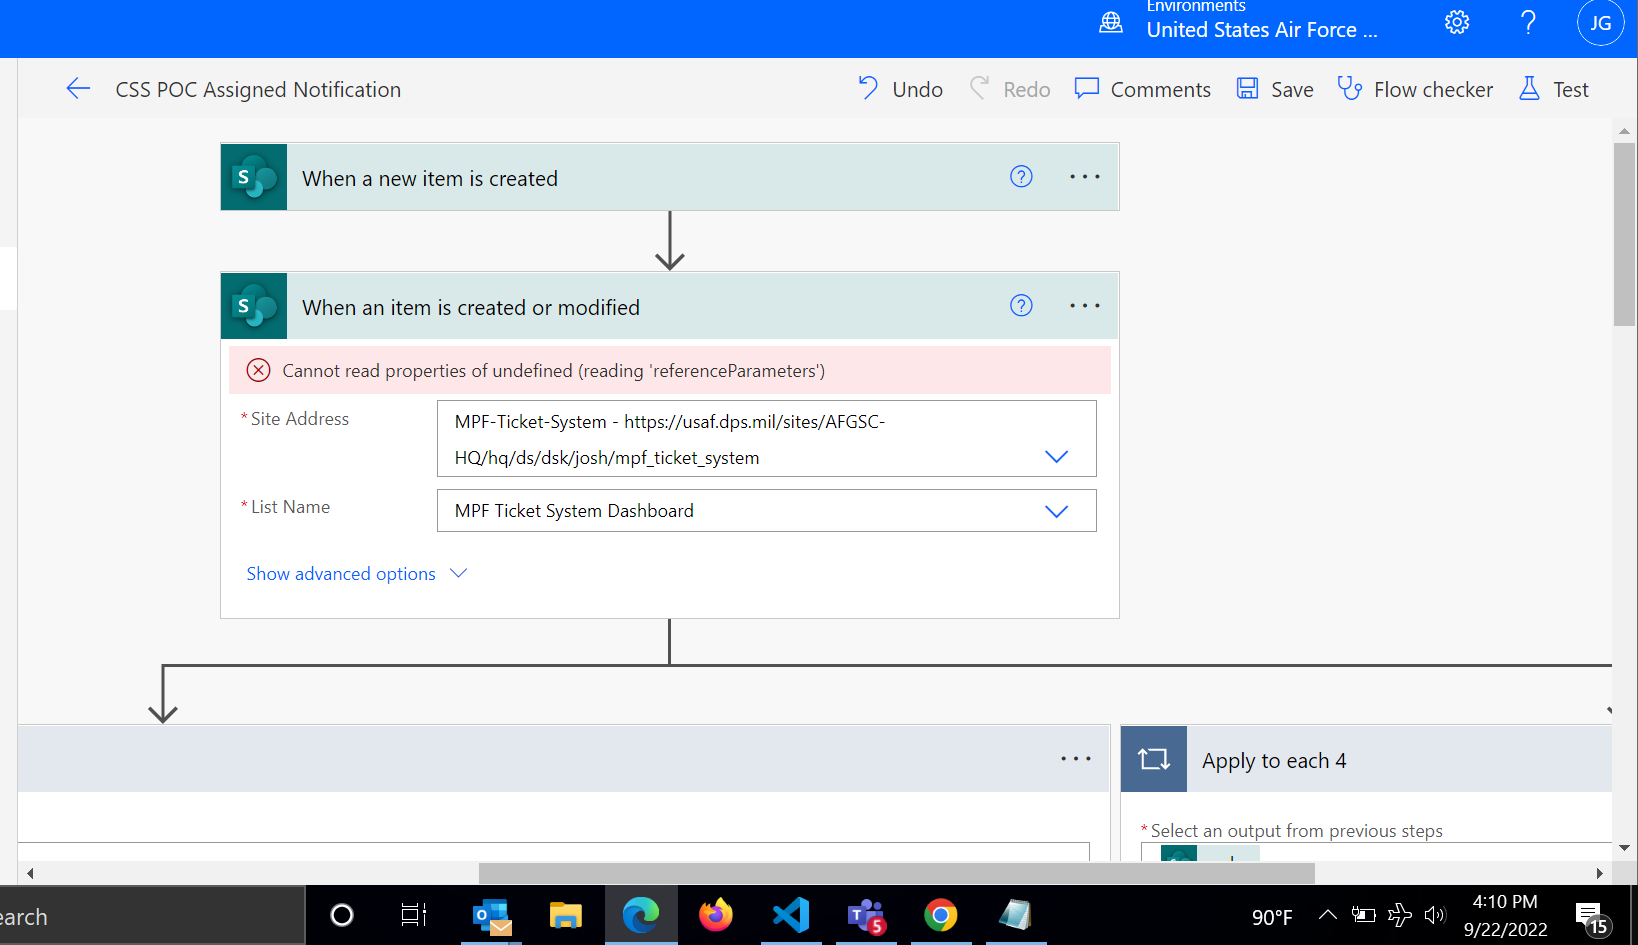 Environments
United States Air Force ...
JG
CSS POC Assigned Notification
Undo
Redo
Comments
Save
Flow checker
Test
S
When a new item is created
S
When an item is created or modified
Cannot read properties of undefined (reading 'referenceParameters')
* Site Address
MPF-Ticket-System - https://usaf.dps.mil/sites/AFGSC-
HQ/hq/ds/dsk/josh/mpf_ticket_system
* List Name
MPF Ticket System Dashboard
Show advanced options
Apply to each 4
* Select an output from previous steps
earch
5
90°F
4:10 PM
9/22/2022
15